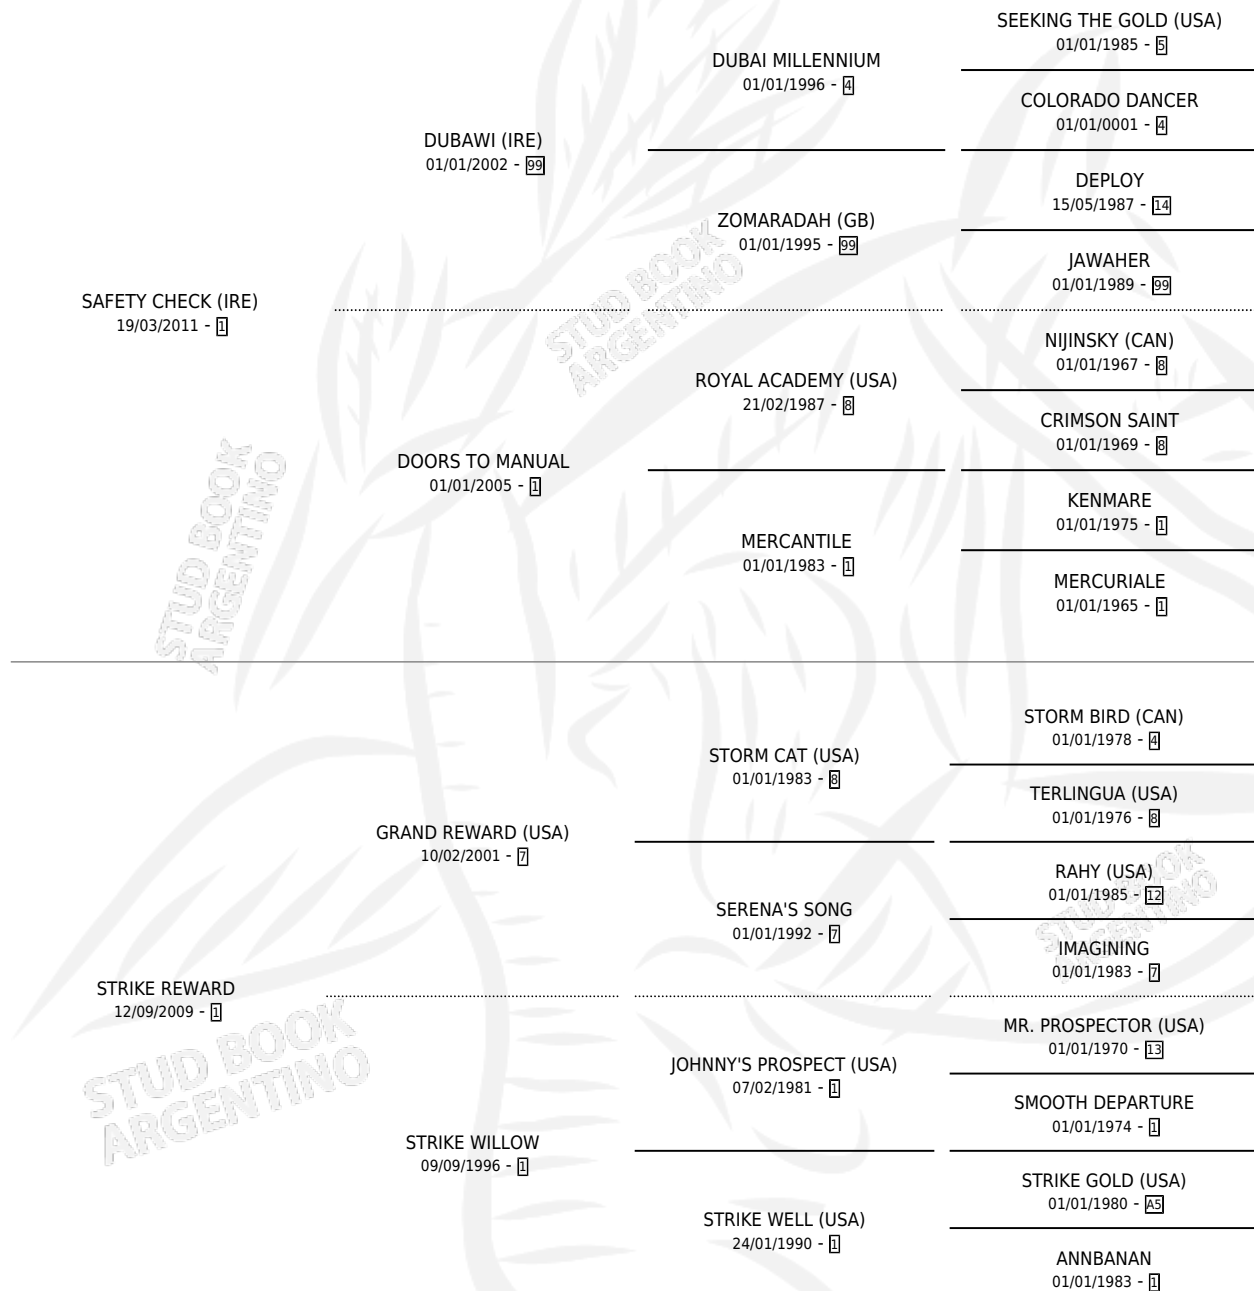 SEEKING THE GOLD (USA)
01/01/1985 - 5
DUBAI MILLENNIUM
01/01/1996 - 4
COLORADO DANCER
01/01/0001 - 4
DUBAWI (IRE)
01/01/2002 - 99
DEPLOY
15/05/1987 - 14
ZOMARADAH (GB)
01/01/1995 - 99
JAWAHER
01/01/1989 - 99
SAFETY CHECK (IRE)
19/03/2011 - 1
NIJINSKY (CAN)
01/01/1967 - 8
ROYAL ACADEMY (USA)
21/02/1987 - 8
CRIMSON SAINT
01/01/1969 - 8
DOORS TO MANUAL
01/01/2005 - 1
KENMARE
01/01/1975 - 1
MERCANTILE
01/01/1983 - 1
MERCURIALE
01/01/1965 - 1
STORM BIRD (CAN)
01/01/1978 - 4
STORM CAT (USA)
01/01/1983 - 8
TERLINGUA (USA)
01/01/1976 - 8
GRAND REWARD (USA)
10/02/2001 - 7
RAHY (USA)
01/01/1985 - 12
SERENA'S SONG
01/01/1992 - 7
IMAGINING
01/01/1983 - 7
STRIKE REWARD
12/09/2009 - 1
MR. PROSPECTOR (USA)
01/01/1970 - 13
JOHNNY'S PROSPECT (USA)
07/02/1981 - 1
SMOOTH DEPARTURE
01/01/1974 - 1
STRIKE WILLOW
09/09/1996 - 1
STRIKE GOLD (USA)
01/01/1980 - A5
STRIKE WELL (USA)
24/01/1990 - 1
ANNBANAN
01/01/1983 - 1
STUD BOOK
ARGENTINO
STUD BOOK
ARGENTINO
STUD BOOK
ARGENTINO
STUD BOOK
ARGENTINO